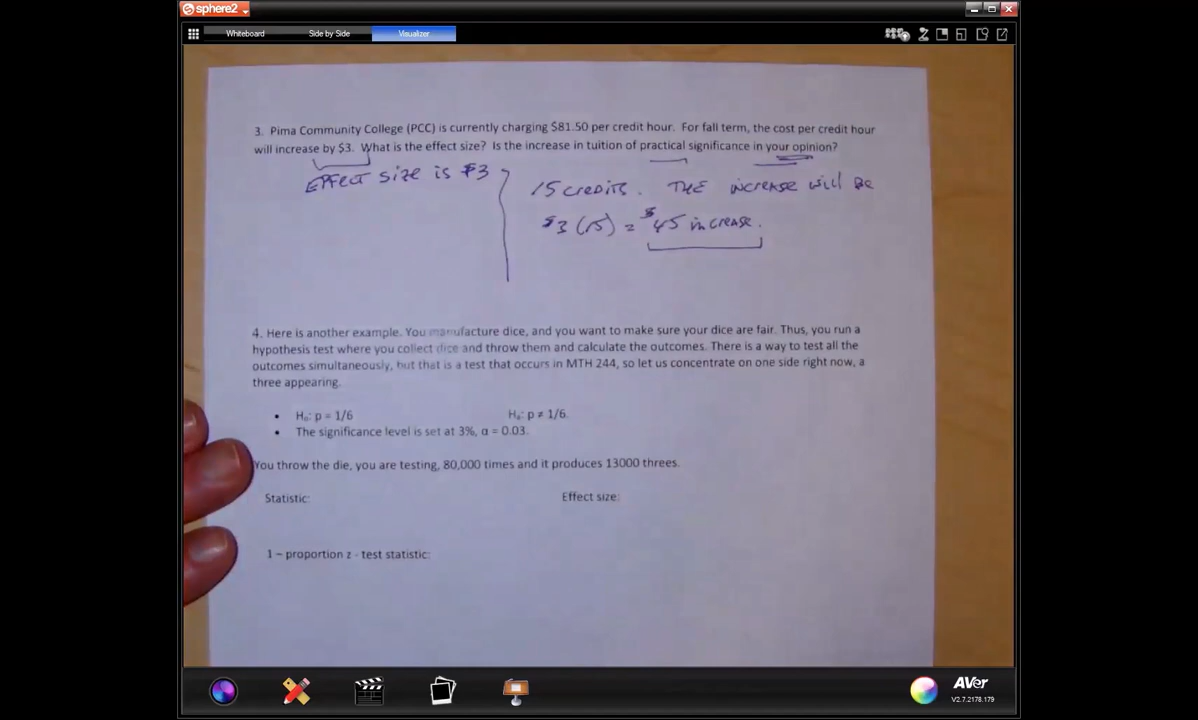 sphere2
Whiteboard Side by Side Visualizer
3. Pima Community College (PCC) is currently charging $81.50 per credit hour. For fall term, the cost per credit hour
will increase by $3. What is the effect size? Is the increase in tuition of practical significance in your opinion?
EFFECT size is $3
15 credits. THE increase will be
$3 (15) = $45 increase.
4. Here is another example. You manufacture dice, and you want to make sure your dice are fair. Thus, you run a
hypothesis test where you collect dice and throw them and calculate the outcomes. There is a way to test all the
outcomes simultaneously, but that is a test that occurs in MTH 244, so let us concentrate on one side right now, a
three appearing.
• H₀: p = 1/6 Hₐ: p ≠ 1/6.
• The significance level is set at 3%, α = 0.03.
You throw the die, you are testing, 80,000 times and it produces 13000 threes.
Statistic: Effect size:
1 – proportion z - test statistic:
AVer
V2.7.2178.179